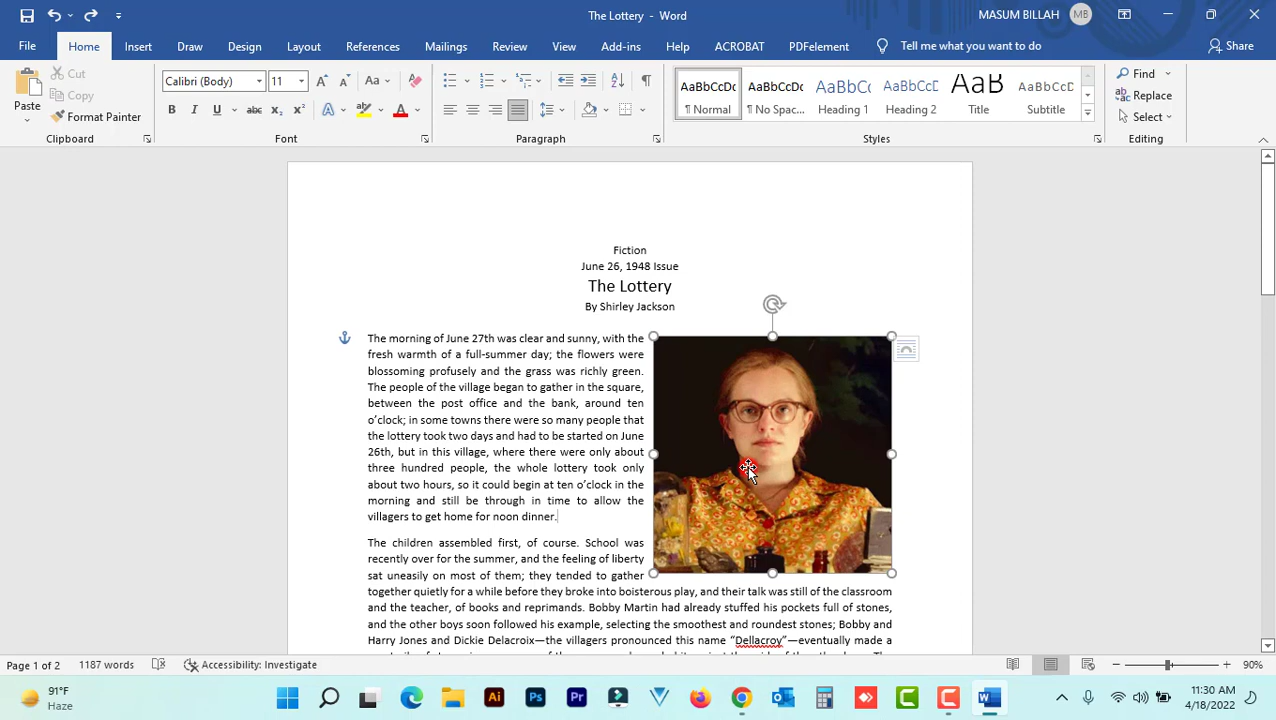 The Lottery - Word
MASUM BILLAH MB
File Home Insert Draw Design Layout References Mailings Review View Add-ins Help ACROBAT PDFelement Tell me what you want to do Share
Paste
Cut
Copy
Format Painter
Calibri (Body) 11
AaBbCcDc
¶ Normal
AaBbCcDc
¶ No Spac...
AaBbCc
Heading 1
AaBbCcD
Heading 2
AaB
Title
AaBbCcD
Subtitle
Find
Replace
Select
Clipboard Font Paragraph Styles Editing
Fiction
June 26, 1948 Issue
The Lottery
By Shirley Jackson
The morning of June 27th was clear and sunny, with the
fresh warmth of a full-summer day; the flowers were
blossoming profusely and the grass was richly green.
The people of the village began to gather in the square,
between the post office and the bank, around ten
o’clock; in some towns there were so many people that
the lottery took two days and had to be started on June
26th, but in this village, where there were only about
three hundred people, the whole lottery took only
about two hours, so it could begin at ten o’clock in the
morning and still be through in time to allow the
villagers to get home for noon dinner.
The children assembled first, of course. School was
recently over for the summer, and the feeling of liberty
sat uneasily on most of them; they tended to gather
together quietly for a while before they broke into boisterous play, and their talk was still of the classroom
and the teacher, of books and reprimands. Bobby Martin had already stuffed his pockets full of stones,
and the other boys soon followed his example, selecting the smoothest and roundest stones; Bobby and
Harry Jones and Dickie Delacroix—the villagers pronounced this name “Dellacroy”—eventually made a
Page 1 of 2 1187 words Accessibility: Investigate 90%
91°F
Haze
11:30 AM
4/18/2022